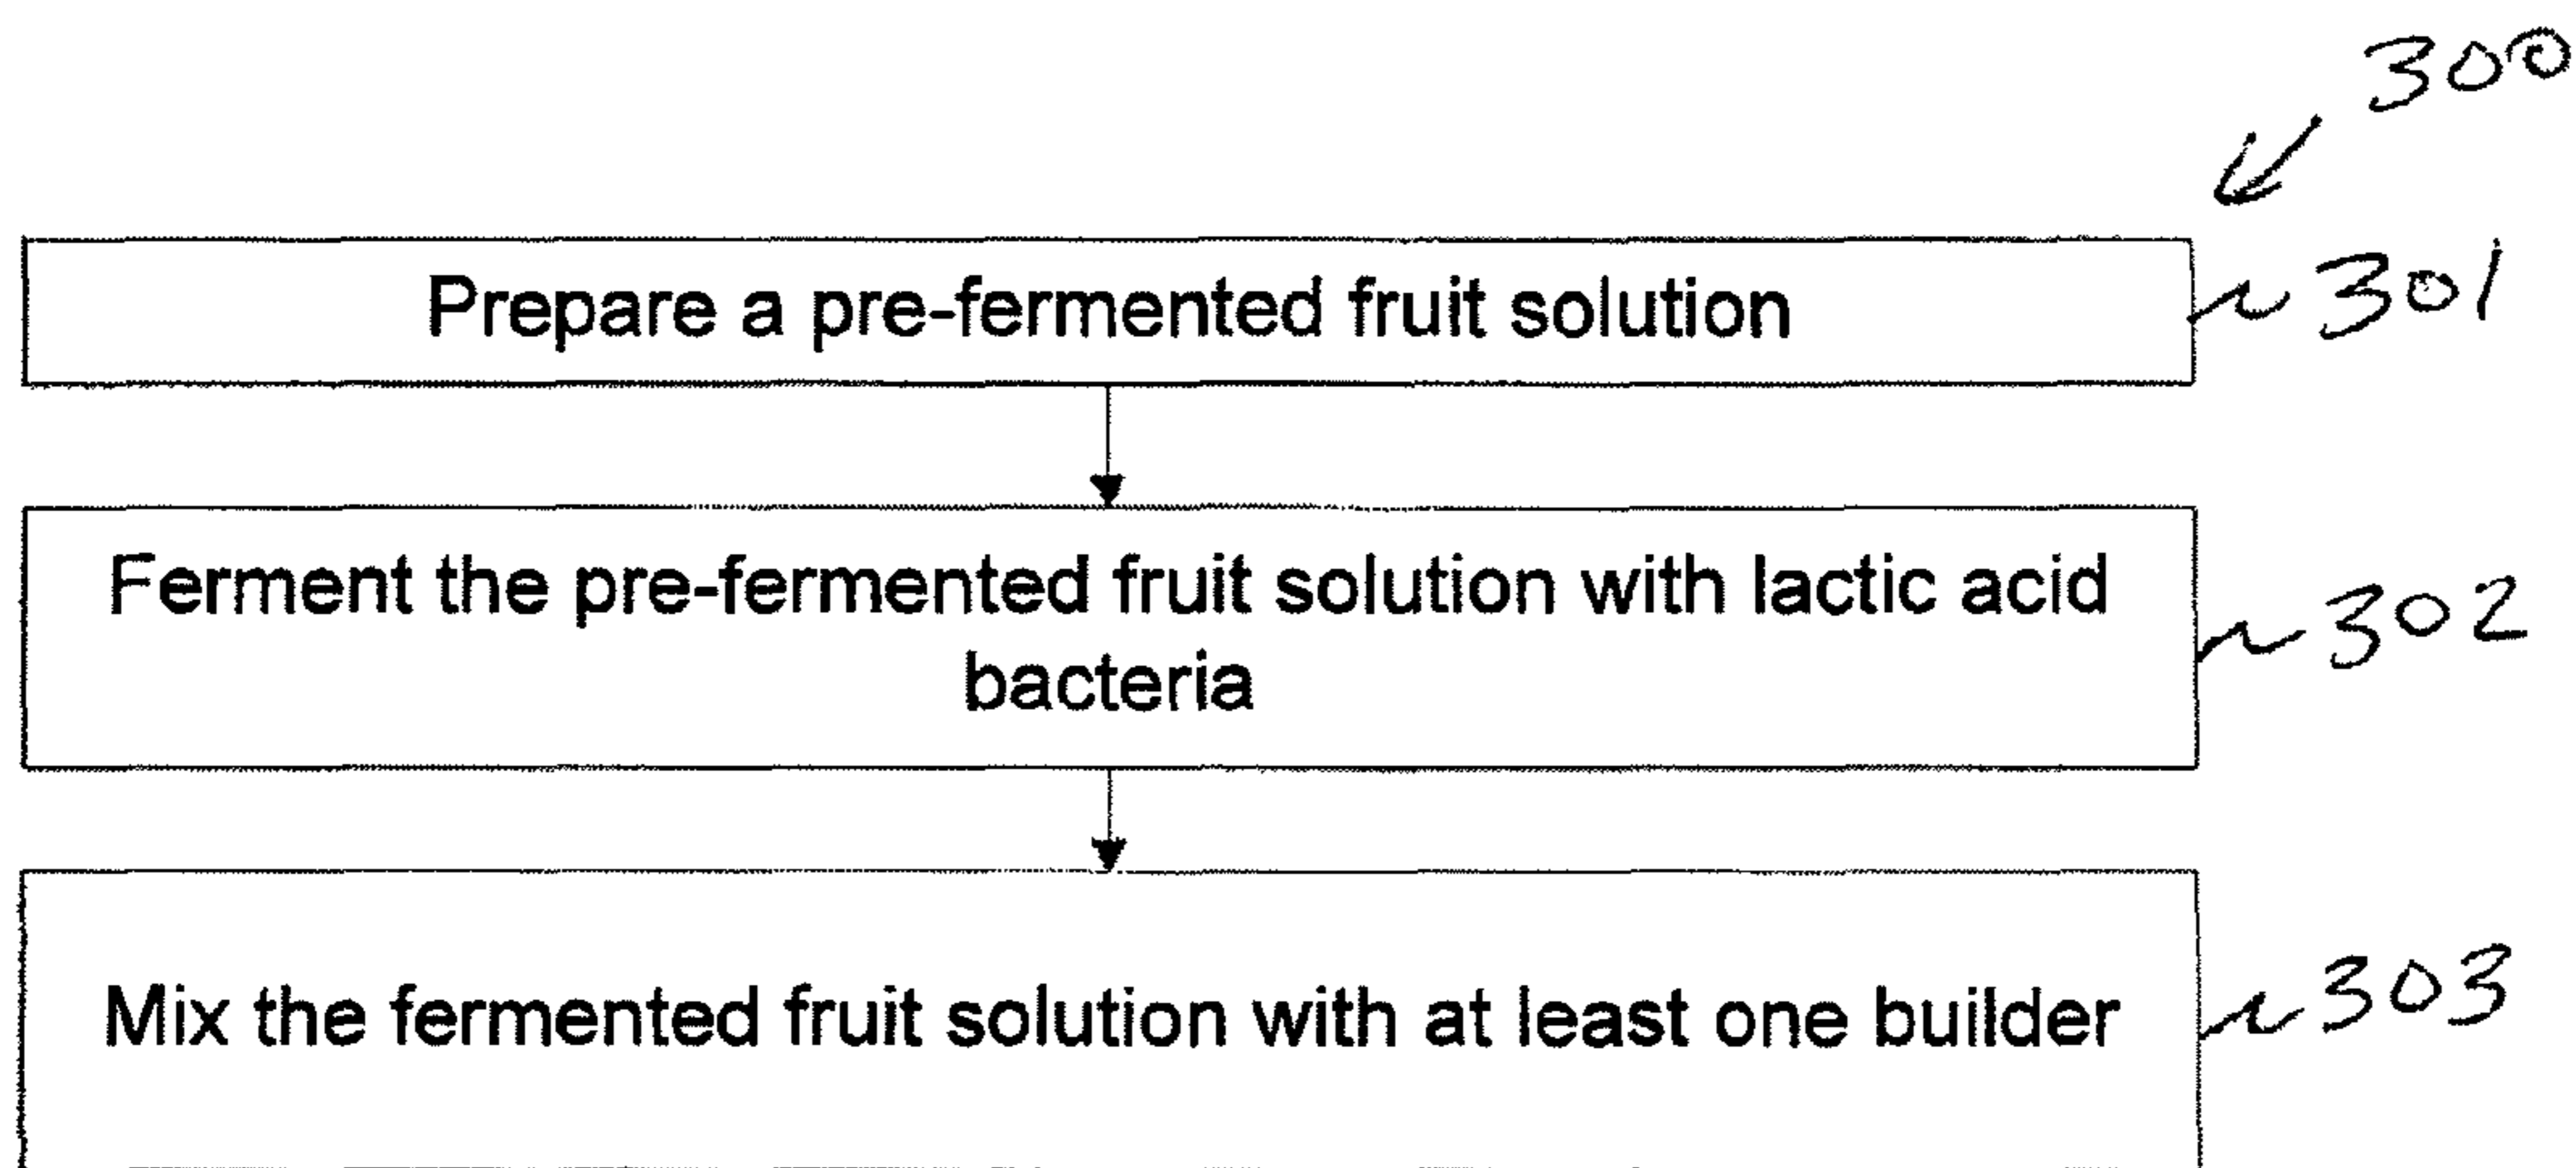 300
Prepare a pre-fermented fruit solution
301
Ferment the pre-fermented fruit solution with lactic acid
bacteria
302
Mix the fermented fruit solution with at least one builder
303